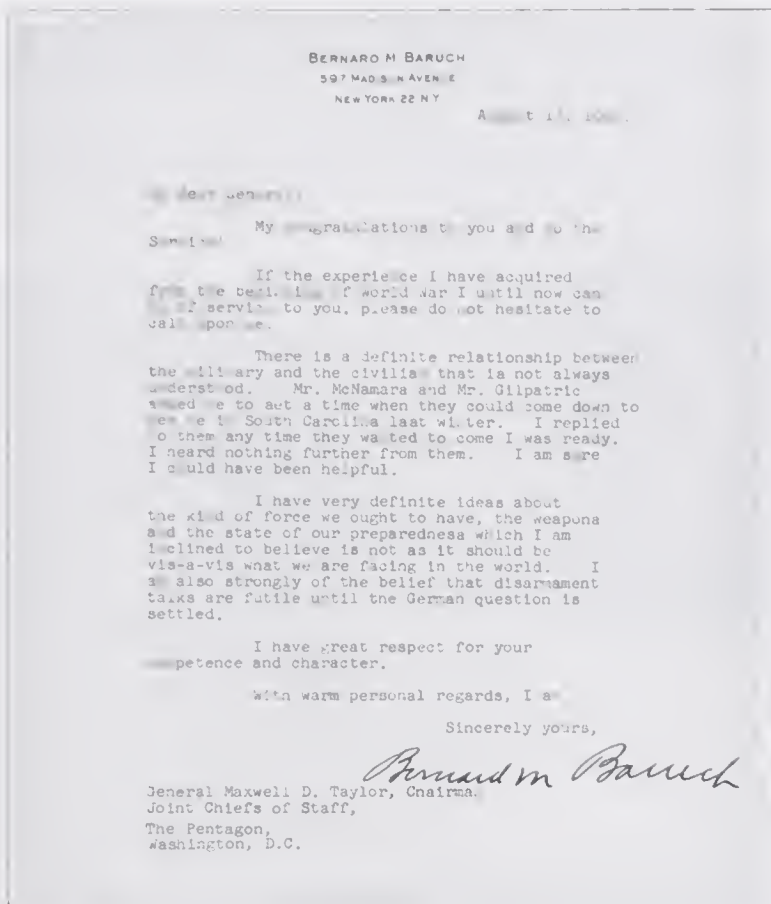 BERNARD M BARUCH
597 MADISON AVENUE
NEW YORK 22 N Y
August
My dear General:
My congratulations to you and to the
If the experience I have acquired
from the beginning of World War I until now can
be of service to you, please do not hesitate to
call upon me.
There is a definite relationship between
the military and the civilian that is not always
understood. Mr. McNamara and Mr. Gilpatric
asked me to set a time when they could come down to
see me in South Carolina last winter. I replied
to them any time they wanted to come I was ready.
I heard nothing further from them. I am sure
I could have been helpful.
I have very definite ideas about
the kind of force we ought to have, the weapons
and the state of our preparedness which I am
inclined to believe is not as it should be
vis-a-vis what we are facing in the world. I
am also strongly of the belief that disarmament
talks are futile until the German question is
settled.
I have great respect for your
competence and character.
With warm personal regards, I am
Sincerely yours,
Bernard M Baruch
General Maxwell D. Taylor, Chairman
Joint Chiefs of Staff,
The Pentagon,
Washington, D.C.